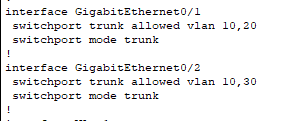 interface GigabitEthernet0/1
 switchport trunk allowed vlan 10,20
 switchport mode trunk
!
interface GigabitEthernet0/2
 switchport trunk allowed vlan 10,30
 switchport mode trunk
!